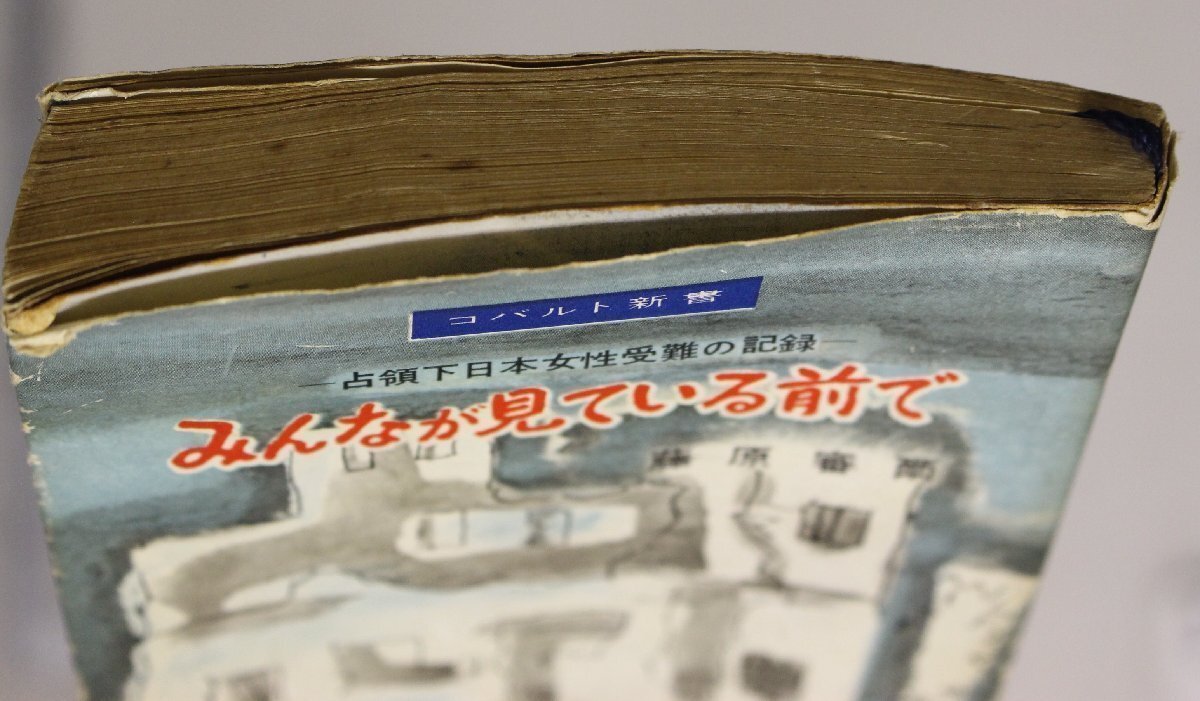 コバルト新書
—占領下日本女性受難の記録—
みんなが見ている前で
藤原審爾